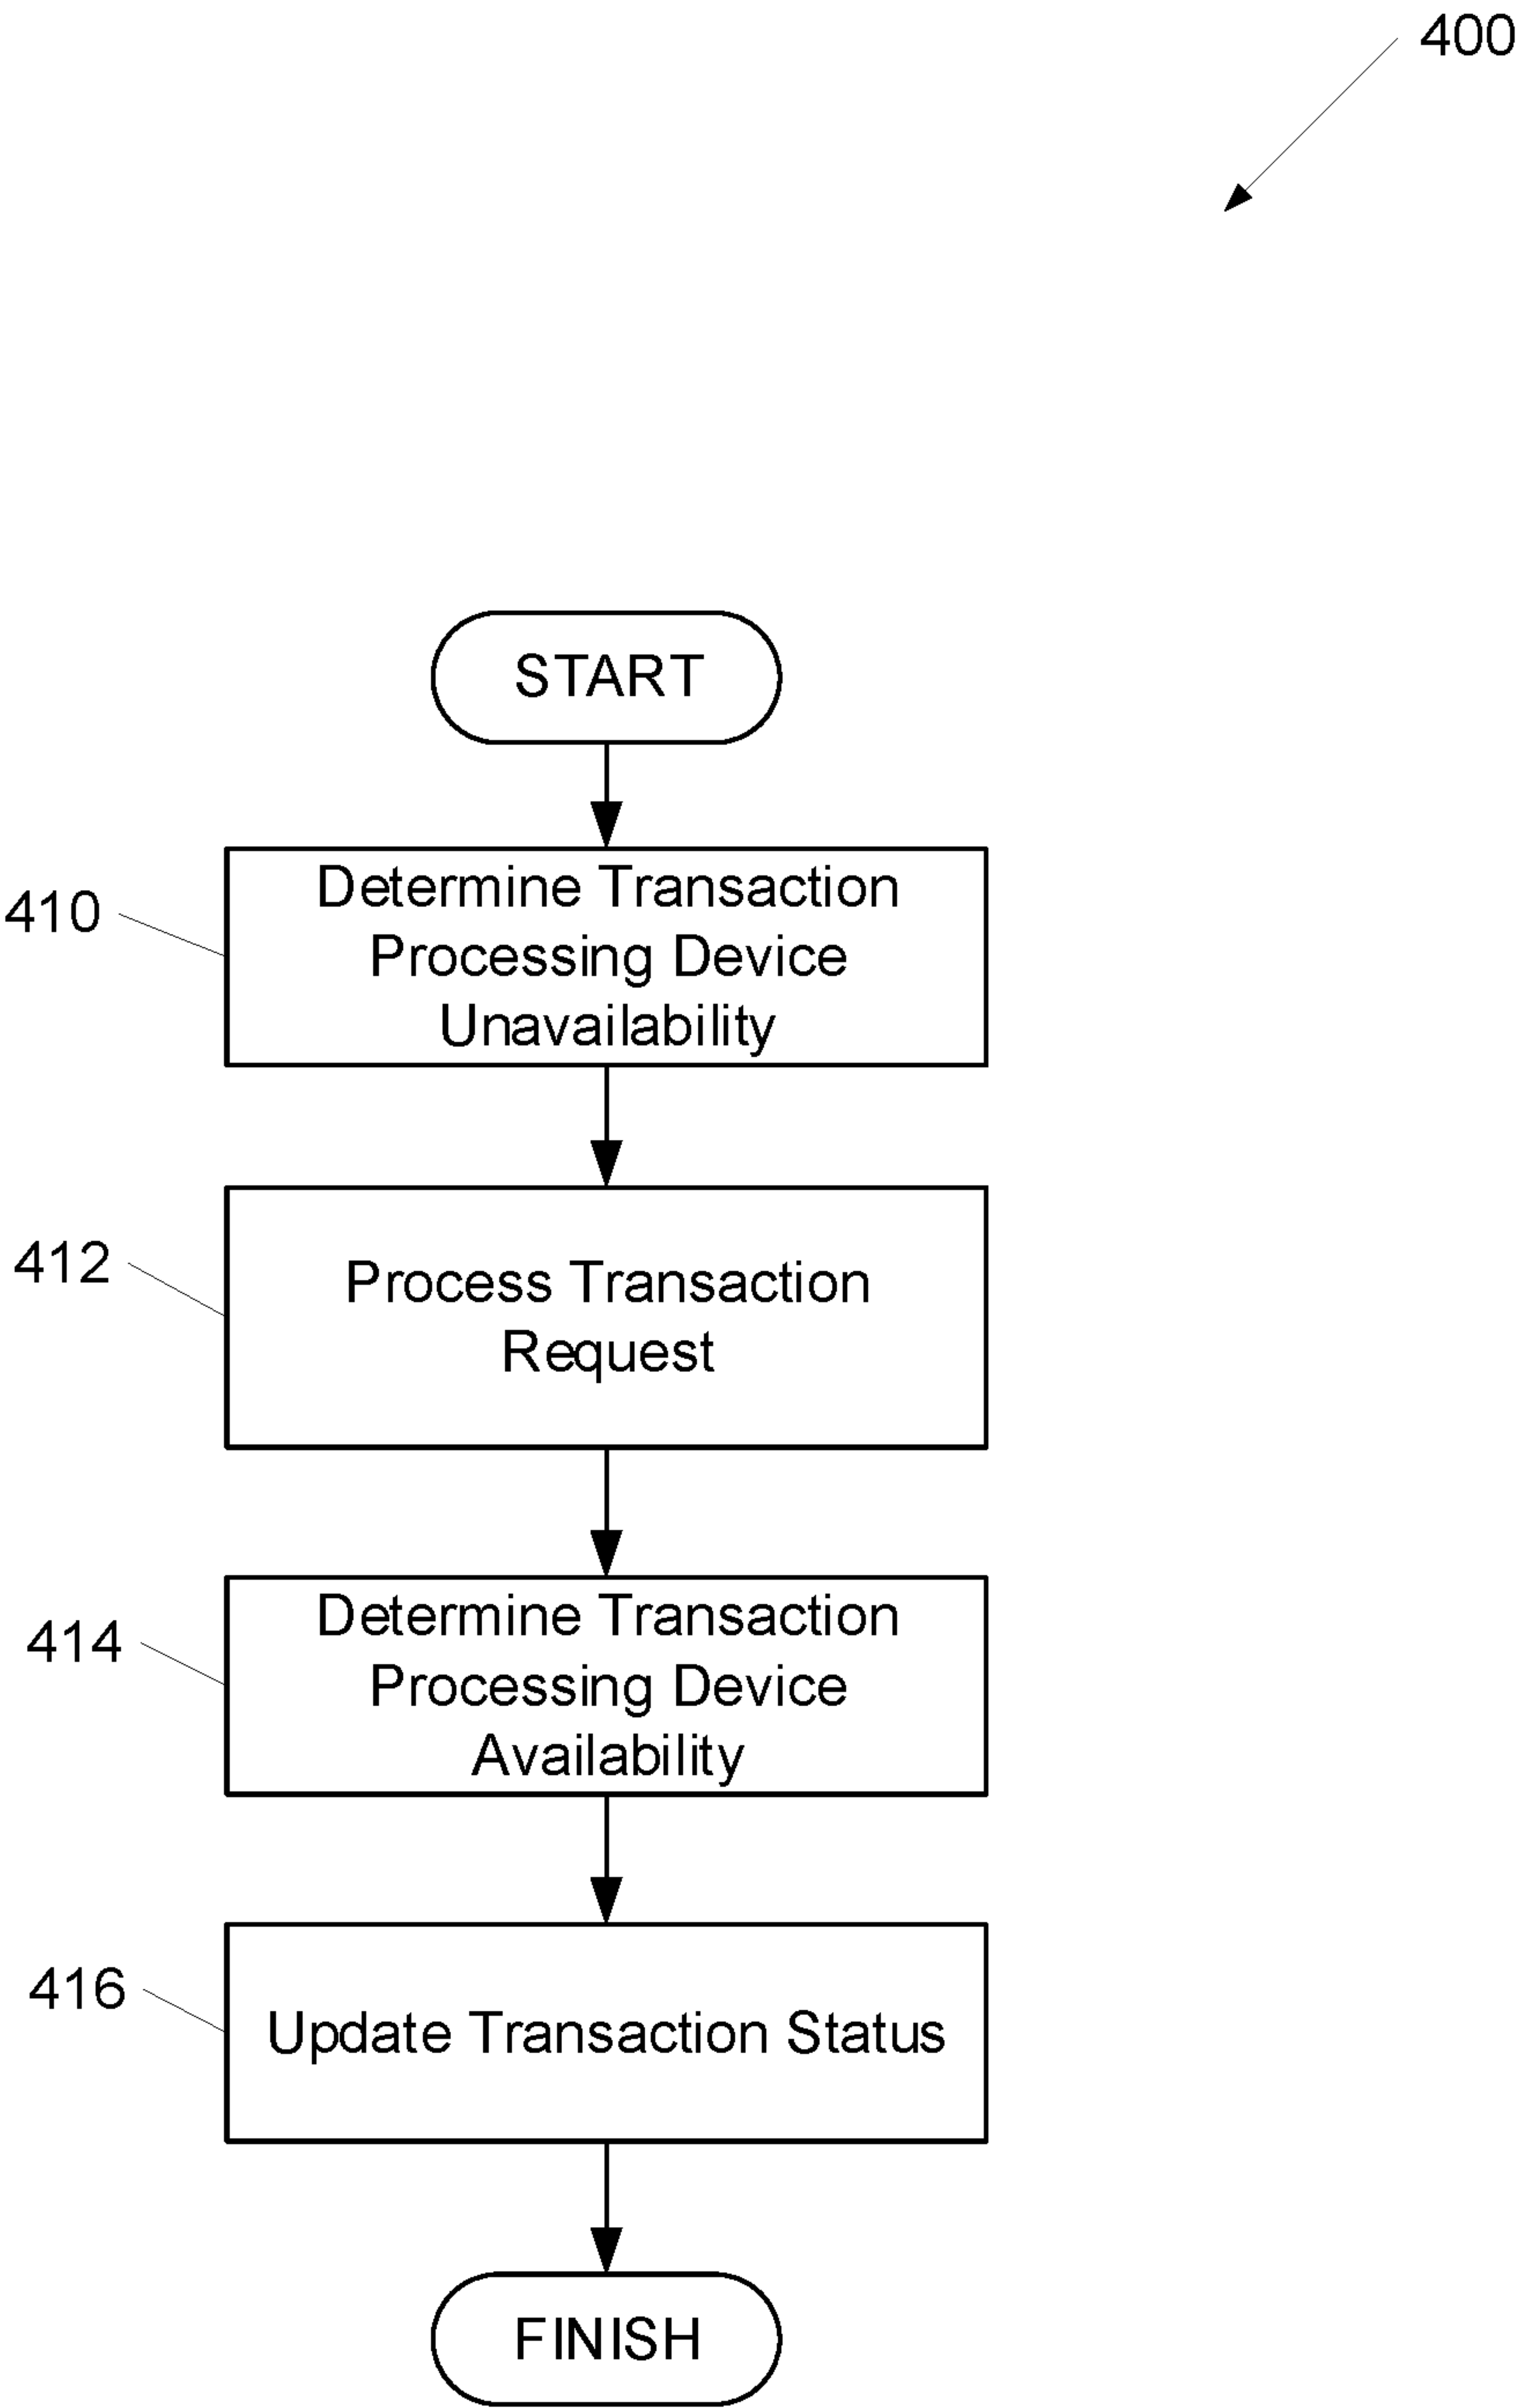 400
START
410
Determine Transaction
Processing Device
Unavailability
412
Process Transaction
Request
414
Determine Transaction
Processing Device
Availability
416
Update Transaction Status
FINISH